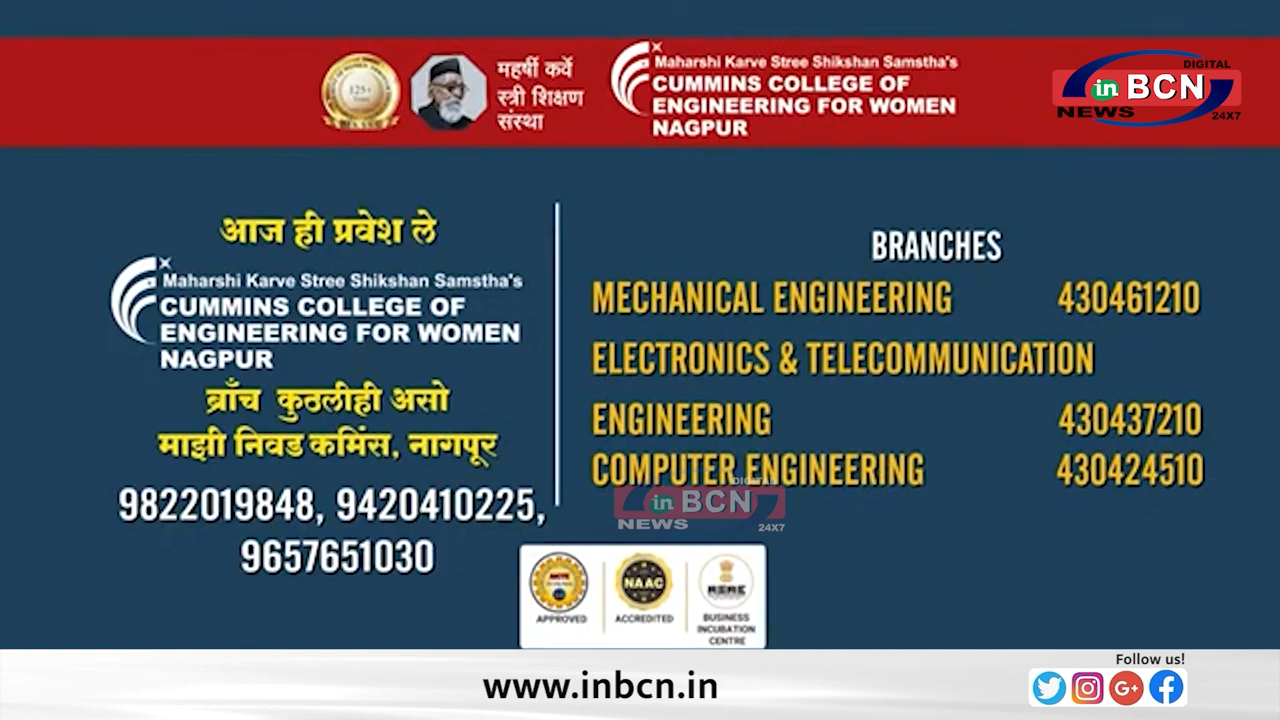 महर्षी कर्वे
स्त्री शिक्षण
संस्था
Maharshi Karve Stree Shikshan Samstha's
CUMMINS COLLEGE OF
ENGINEERING FOR WOMEN
NAGPUR
DIGITAL
in BCN
NEWS
24X7
आज ही प्रवेश ले
Maharshi Karve Stree Shikshan Samstha's
CUMMINS COLLEGE OF
ENGINEERING FOR WOMEN
NAGPUR
ब्राँच कुठलीही असो
माझी निवड कमिंस, नागपूर
9822019848, 9420410225,
9657651030
BRANCHES
MECHANICAL ENGINEERING 430461210
ELECTRONICS & TELECOMMUNICATION
ENGINEERING 430437210
COMPUTER ENGINEERING 430424510
DIGITAL
in BCN
NEWS
24X7
APPROVED
NAAC
ACCREDITED
BUSINESS
INCUBATION
CENTRE
www.inbcn.in
Follow us!